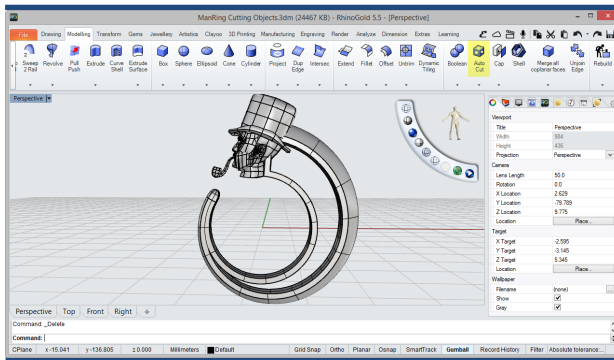 ManRing Cutting Objects.3dm (24467 KB) - RhinoGold 5.5 - [Perspective]
File Drawing Modelling Transform Gems Jewellery Artistica Clayoo 3D Printing Manufacturing Engraving Render Analyze Dimension Extras Learning
Sweep 2 Rail Revolve Pull Push Extrude Curve Shell Extrude Surface Box Sphere Ellipsoid Cone Cylinder Project Dup Edge Intersec Extend Fillet Offset Untrim Dynamic Tiling Boolean Auto Cut Cap Shell Merge all coplanar faces Unjoin Edge Rebuild
Perspective
Viewport
Title Perspective
Width 984
Height 436
Projection Perspective
Camera
Lens Length 50.0
Rotation 0.0
X Location 2.629
Y Location -79.789
Z Location 9.775
Location Place...
Target
X Target -2.595
Y Target -3.145
Z Target 5.345
Location Place...
Wallpaper
Filename (none)
Show
Gray
Perspective Top Front Right
Command: _Delete
Command:
CPlane x -15.041 y -136.805 z 0.000 Millimeters Default Grid Snap Ortho Planar Osnap SmartTrack Gumball Record History Filter Absolute tolerance:...